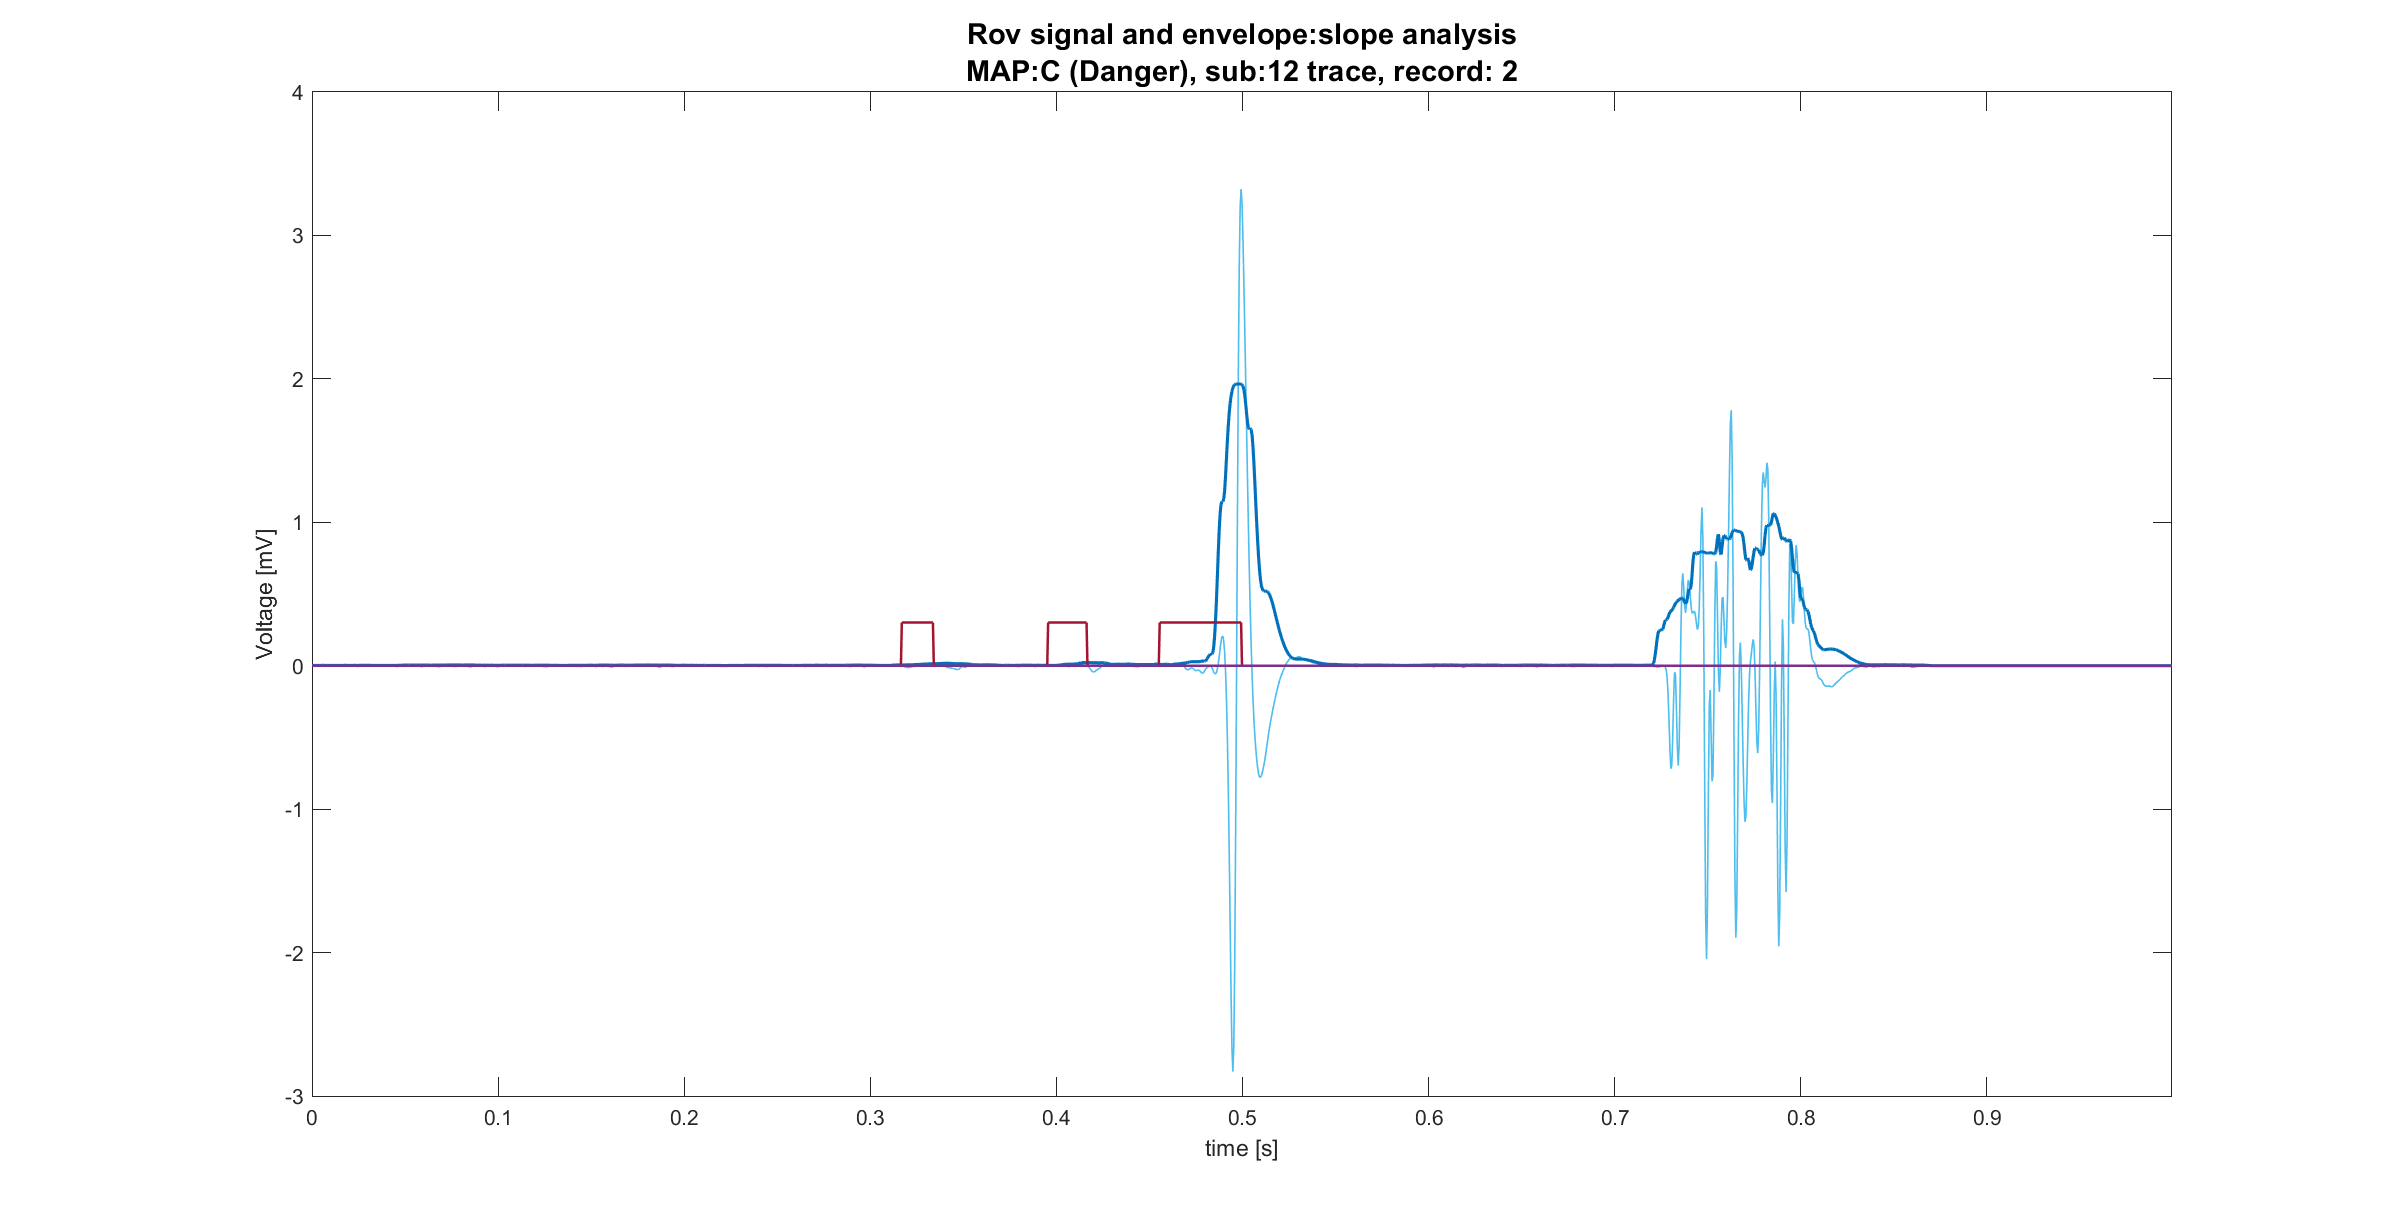 Rov signal and envelope:slope analysis
MAP:C (Danger), sub:12 trace, record: 2
4
3
2
1
0
-1
-2
-3
Voltage [mV]
0 0.1 0.2 0.3 0.4 0.5 0.6 0.7 0.8 0.9
time [s]